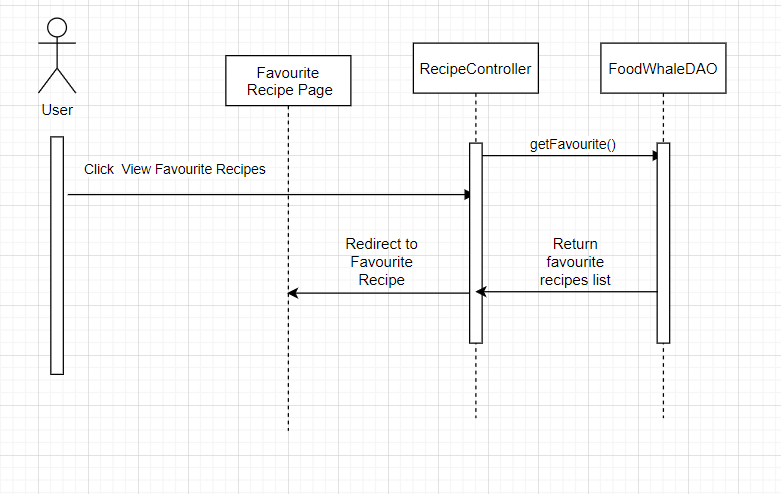 User
Favourite
Recipe Page
RecipeController
FoodWhaleDAO
getFavourite()
Click  View Favourite Recipes
Redirect to
Favourite
Recipe
Return
favourite
recipes list